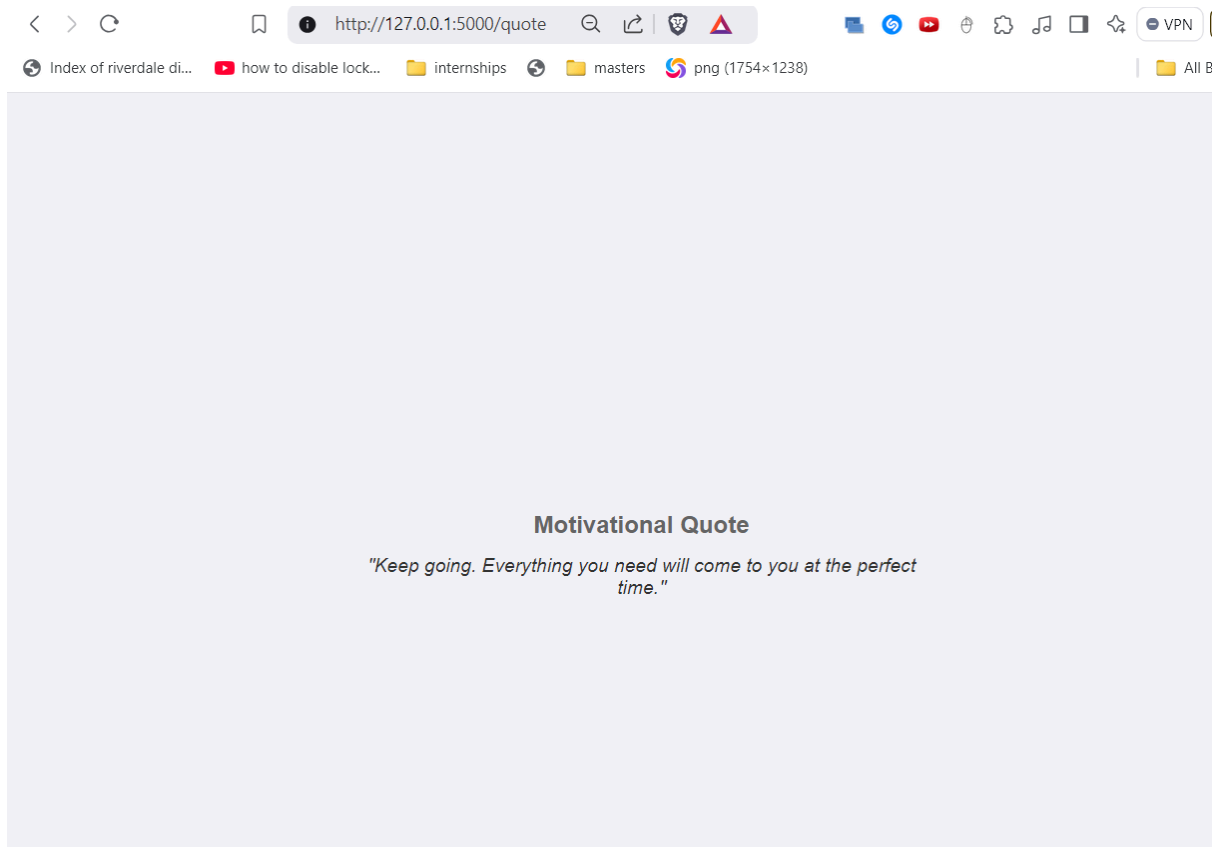 http://127.0.0.1:5000/quote
VPN
Index of riverdale di...
how to disable lock...
internships
masters
png (1754×1238)
All B
Motivational Quote
"Keep going. Everything you need will come to you at the perfect
time."